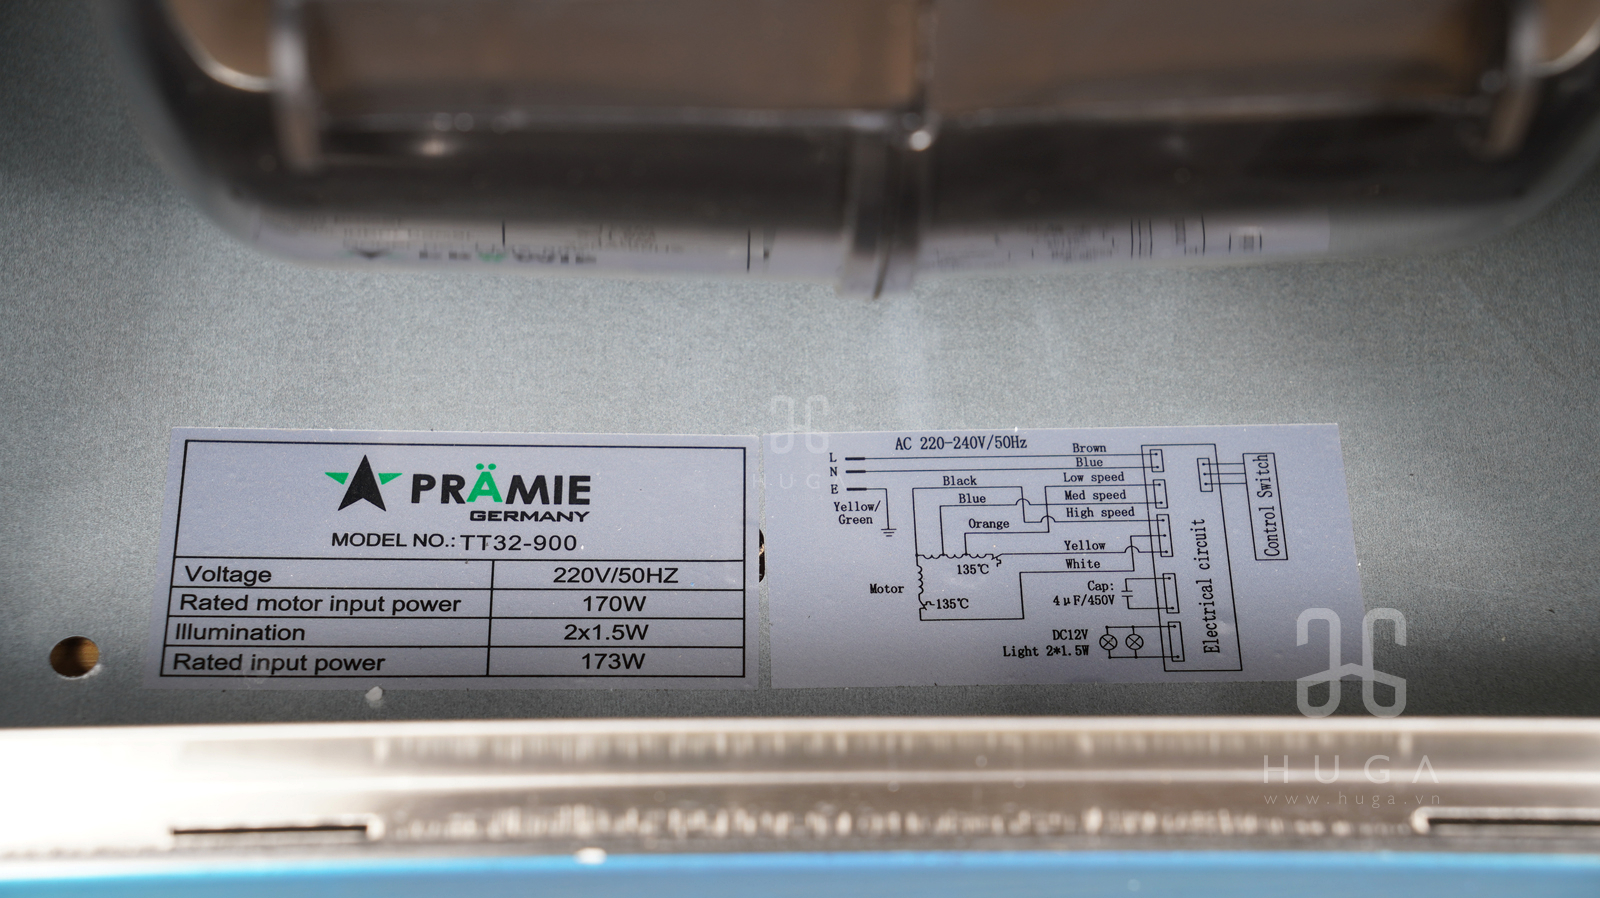 PRÄMIE
GERMANY
MODEL NO.: TT32-900
Voltage 220V/50HZ
Rated motor input power 170W
Illumination 2x1.5W
Rated input power 173W
AC 220-240V/50Hz
L
N
E
Yellow/
Green
Brown
Blue
Black
Blue
Orange
Low speed
Med speed
High speed
Yellow
White
135℃
Motor
135℃
Cap:
4μF/450V
DC12V
Light 2*1.5W
Electrical circuit
Control Switch
HUGA
HUGA
www.huga.vn